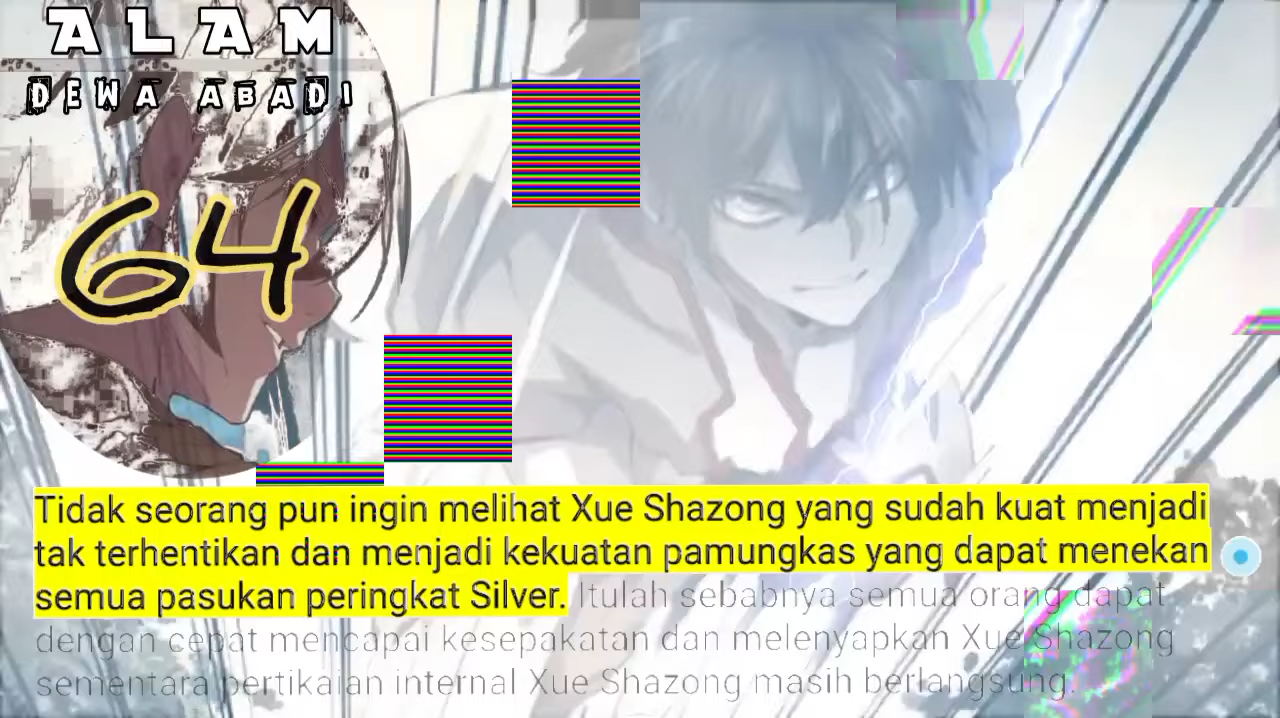 ALAM
DEWA ABADI
64
Tidak seorang pun ingin melihat Xue Shazong yang sudah kuat menjadi
tak terhentikan dan menjadi kekuatan pamungkas yang dapat menekan
semua pasukan peringkat Silver. Itulah sebabnya semua orang dapat
dengan cepat mencapai kesepakatan dan melenyapkan Xue Shazong
sementara pertikaian internal Xue Shazong masih berlangsung.